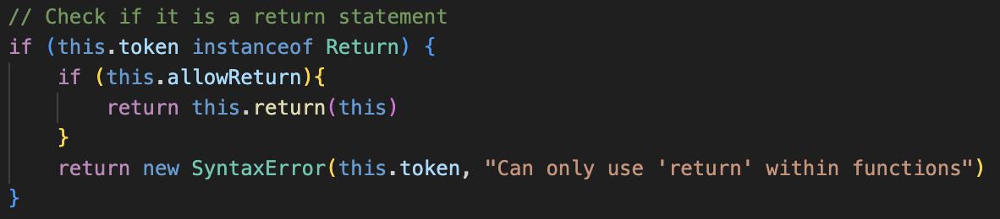 // Check if it is a return statement
if (this.token instanceof Return) {
    if (this.allowReturn){
        return this.return(this)
    }
    return new SyntaxError(this.token, "Can only use 'return' within functions")
}